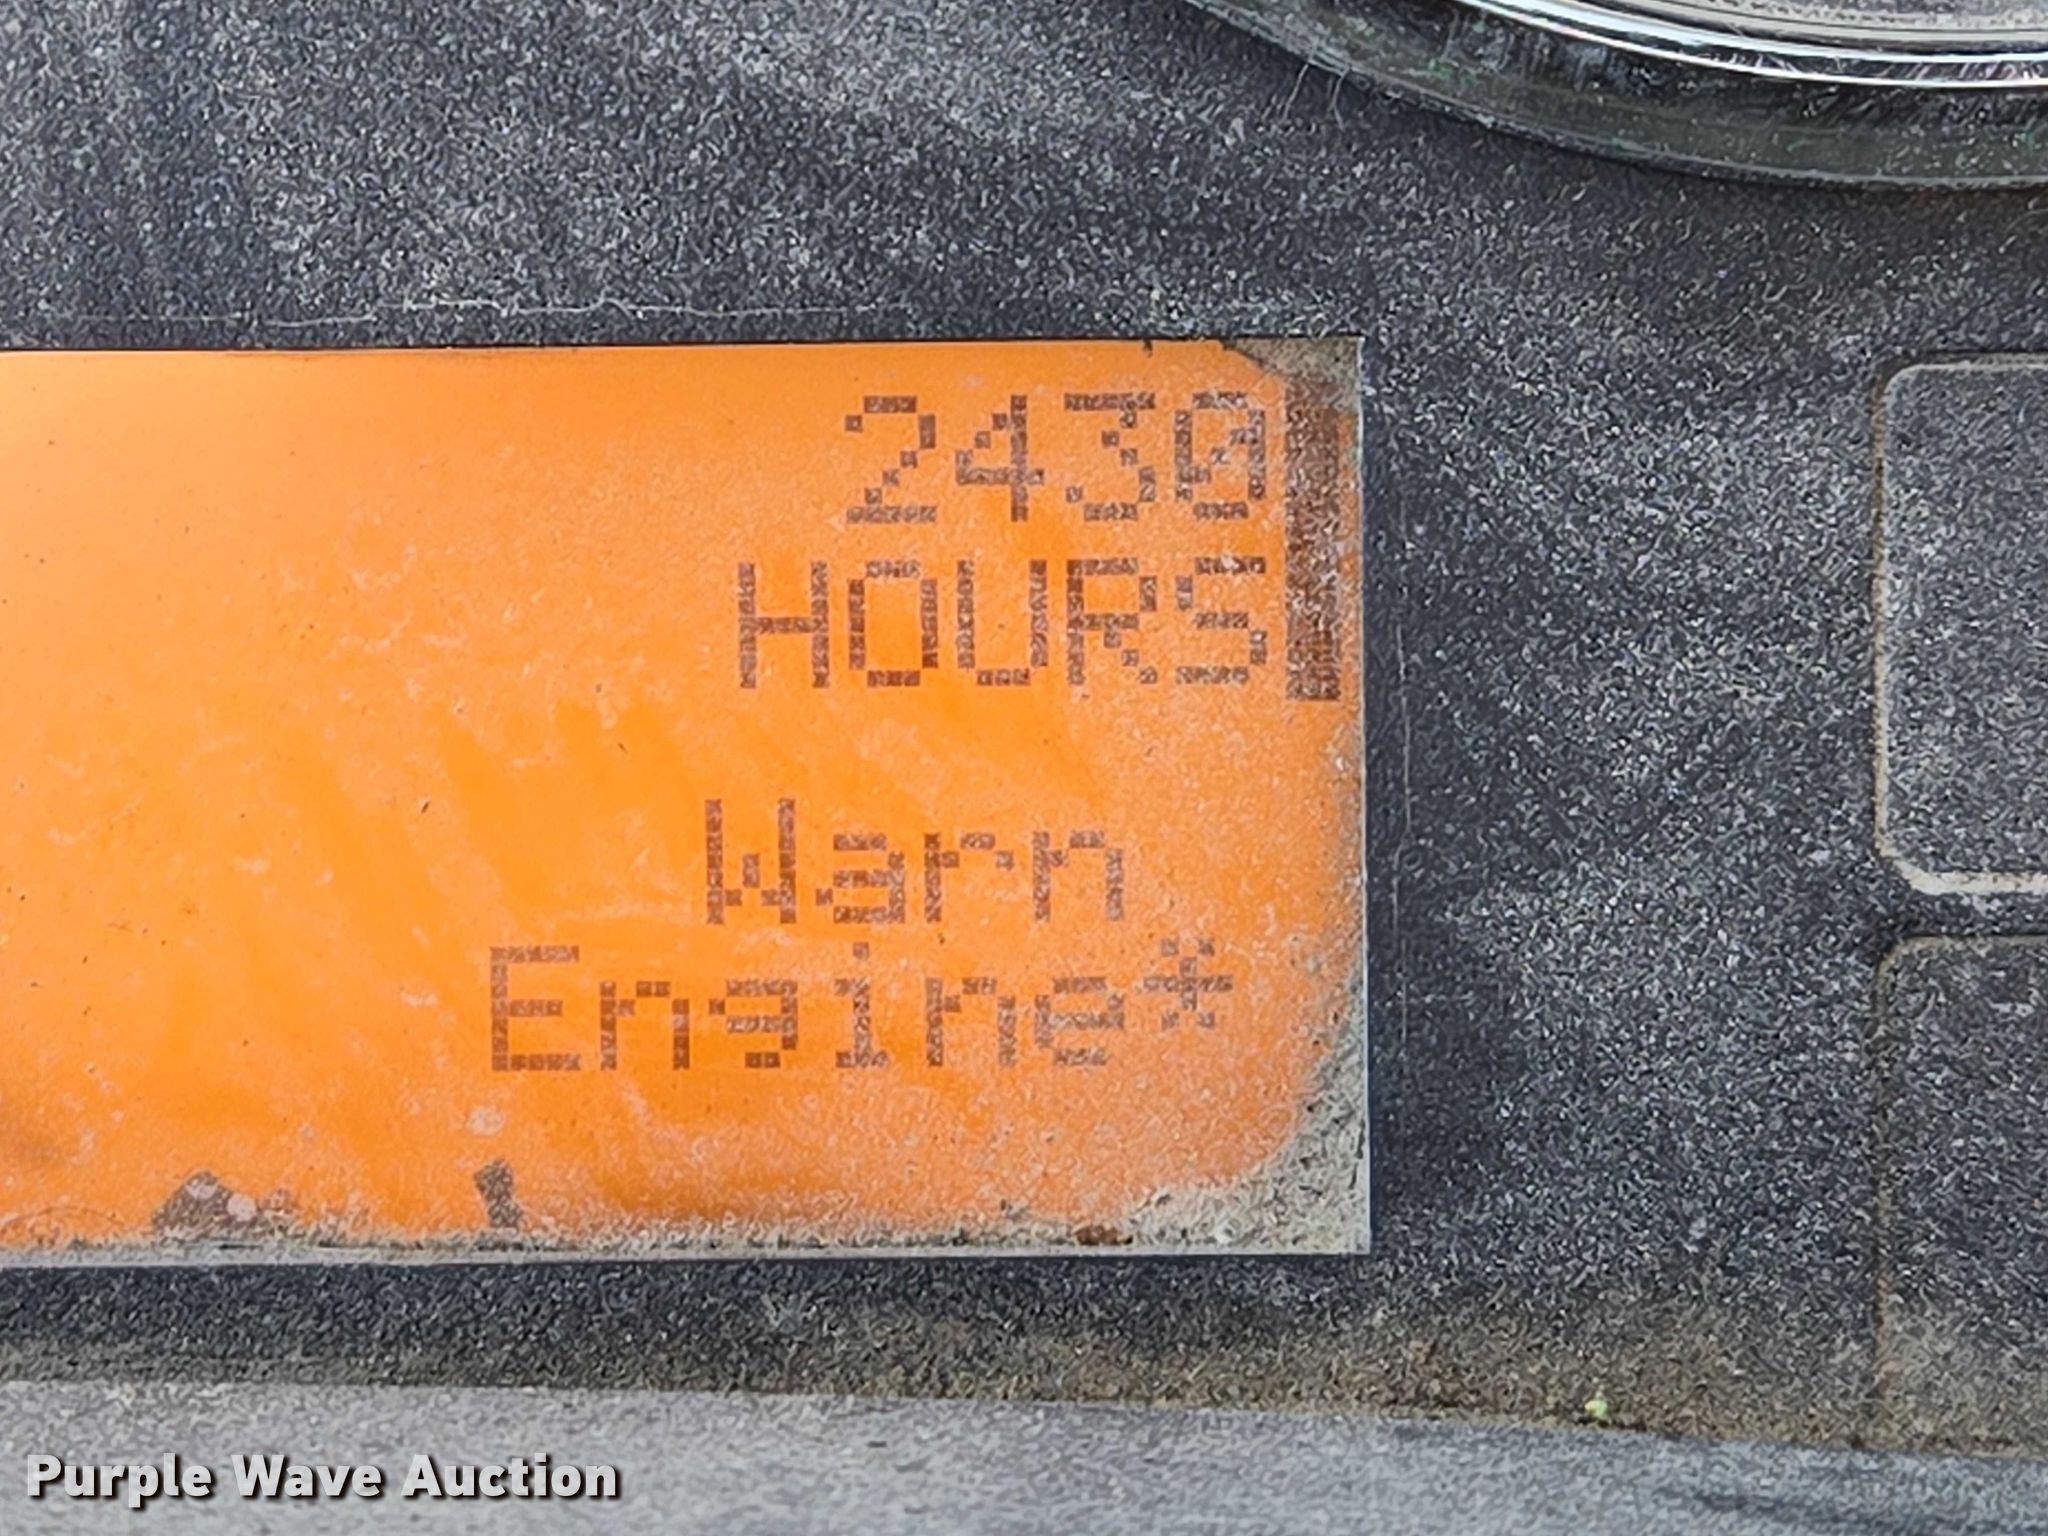 2430
HOURS
Warn
Engine*
Purple Wave Auction